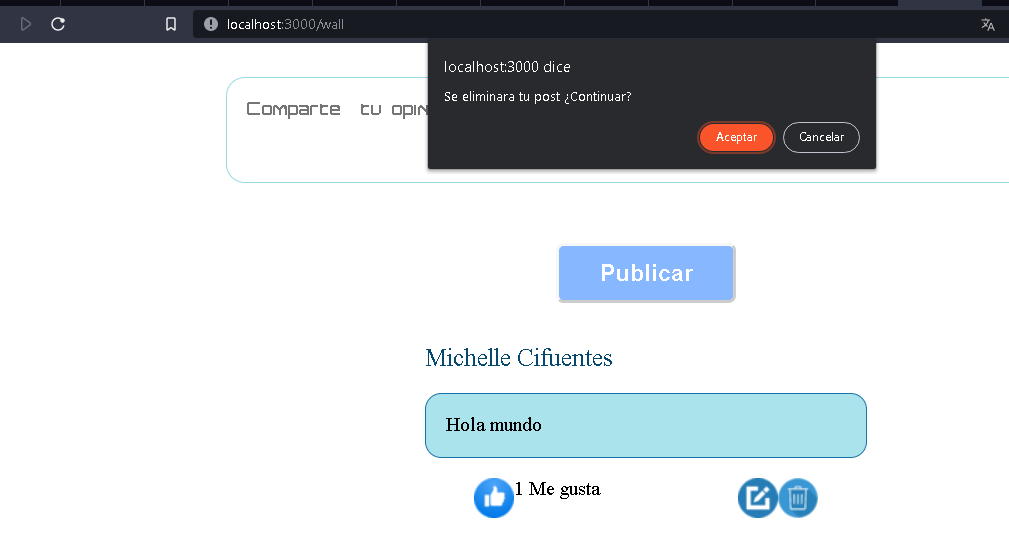 localhost:3000/wall
localhost:3000 dice
Se eliminara tu post ¿Continuar?
Aceptar Cancelar
Comparte tu opin
Publicar
Michelle Cifuentes
Hola mundo
1 Me gusta